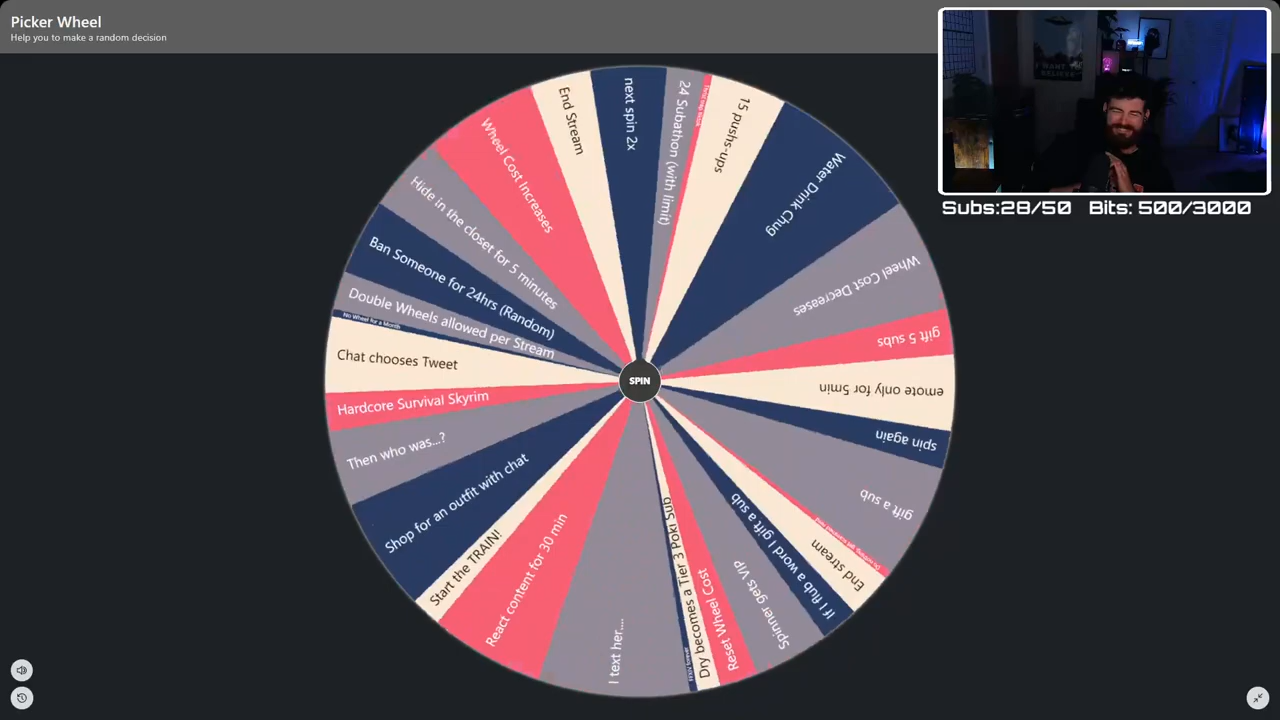 Picker Wheel
Help you to make a random decision
Subs:28/50 Bits: 500/3000
next spin 2x
24 Subathon (with limit)
15 pushs-ups
Water Drink Chug
Wheel Cost Decreases
gift 5 subs
emote only for 5min
spin again
gift a sub
End stream
If I flub a word I gift a sub
Spinner gets VIP
Reset Wheel Cost
Dry becomes a Tier 3 Poki Sub
I text her....
React content for 30 min
Start the TRAIN!
Shop for an outfit with chat
Then who was...?
Hardcore Survival Skyrim
Chat chooses Tweet
No Wheel for a Month
Double Wheels allowed per Stream
Ban Someone for 24hrs (Random)
Hide in the closet for 5 minutes
Wheel Cost Increases
End Stream
SPIN
I WANT TO
BELIEVE